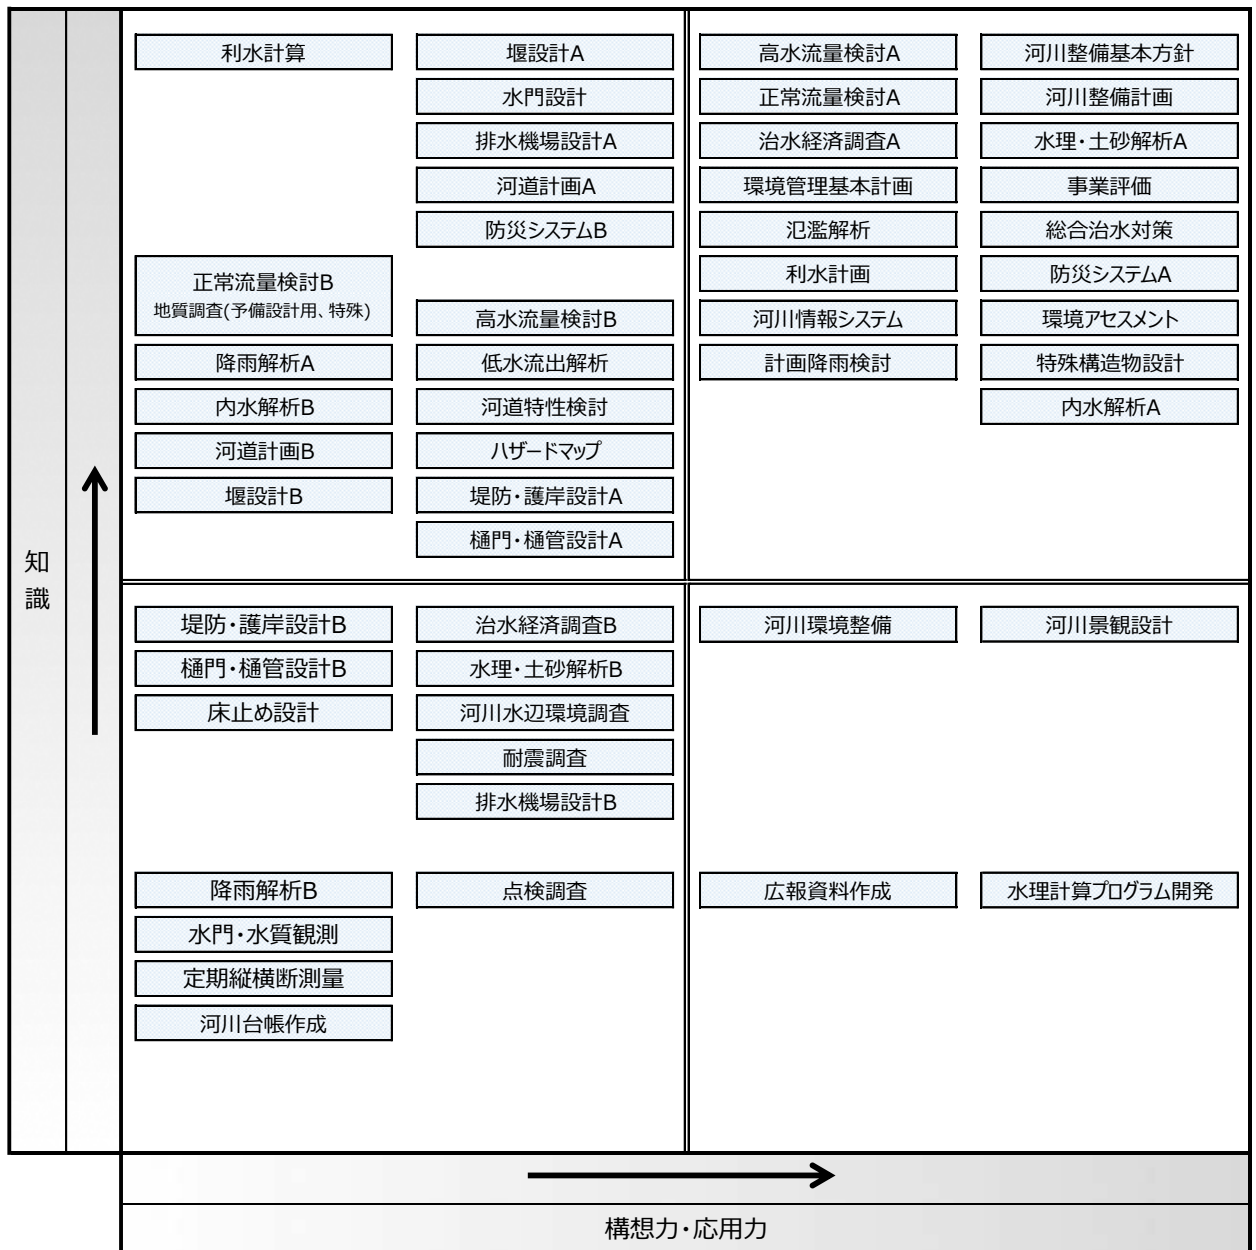 利水計算
堰設計A
高水流量検討A
河川整備基本方針
水門設計
正常流量検討A
河川整備計画
排水機場設計A
治水経済調査A
水理・土砂解析A
河道計画A
環境管理基本計画
事業評価
防災システムB
氾濫解析
総合治水対策
正常流量検討B
地質調査(予備設計用、特殊)
利水計画
防災システムA
高水流量検討B
河川情報システム
環境アセスメント
降雨解析A
低水流出解析
計画降雨検討
特殊構造物設計
内水解析B
河道特性検討
内水解析A
河道計画B
ハザードマップ
堰設計B
堤防・護岸設計A
樋門・樋管設計A
知
識
堤防・護岸設計B
治水経済調査B
河川環境整備
河川景観設計
樋門・樋管設計B
水理・土砂解析B
床止め設計
河川水辺環境調査
耐震調査
排水機場設計B
降雨解析B
点検調査
広報資料作成
水理計算プログラム開発
水門・水質観測
定期縦横断測量
河川台帳作成
構想力・応用力